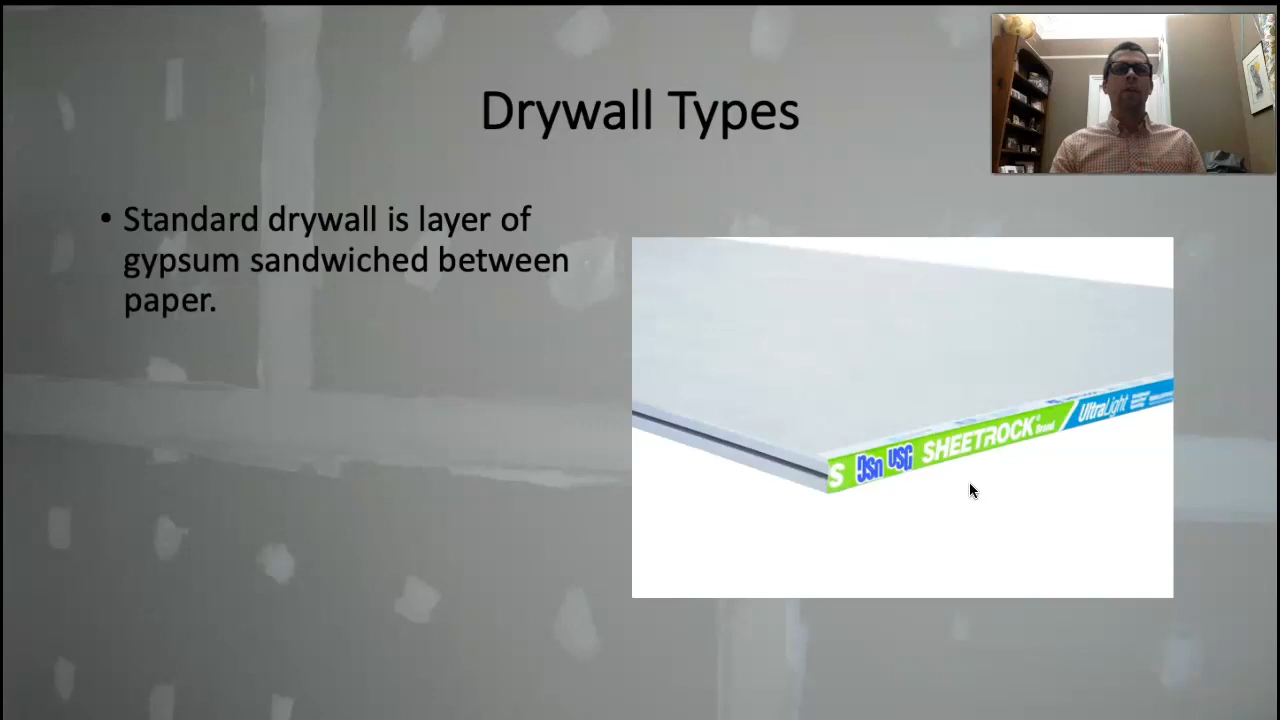 Drywall Types
• Standard drywall is layer of
gypsum sandwiched between
paper.
USG SHEETROCK® Brand UltraLight